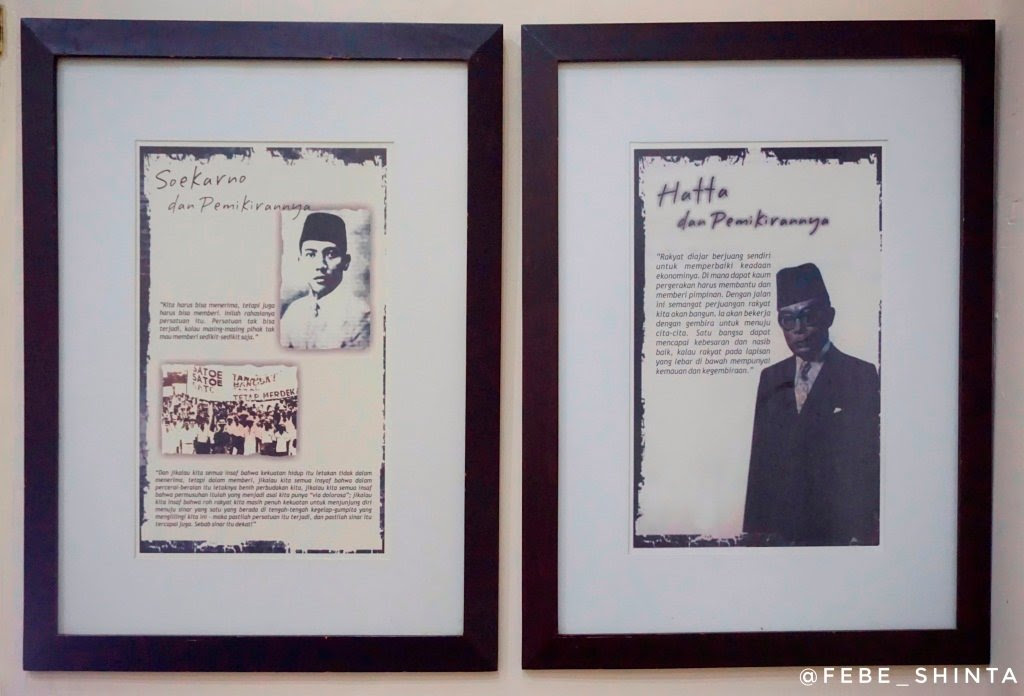 Soekarno
dan Pemikirannya
"Kita harus bisa menerima, tetapi juga
harus bisa memberi. Inilah rahasianya
persatuan itu. Persatuan tak bisa
terjadi, kalau masing-masing pihak tak
mau memberi sedikit-sedikit saja."
SATOE
SATOE
TETAP MERDEK
"Dan jikalau kita semua insaf bahwa kekuatan hidup itu letakan tidak dalam
menerima, tetapi dalam memberi, jikalau kita semua insyaf bahwa dalam
percerai-beraian itu letaknya benih perbudakan kita, jikalau kita semua insaf
bahwa permusuhan itulah yang menjadi asal kita punya "via dolorosa"; jikalau
kita insaf bahwa roh rakyat kita masih penuh kekuatan untuk menjunjung diri
menuju sinar yang satu yang berada di tengah-tengah kegelap-gumpita yang
mengililingi kita ini - maka pastilah persatuan itu terjadi, dan pastilah sinar itu
tercapai juga. Sebab sinar itu dekat!"
Hatta
dan Pemikirannya
"Rakyat diajar berjuang sendiri
untuk memperbaiki keadaan
ekonominya. Di mana dapat kaum
pergerakan harus membantu dan
memberi pimpinan. Dengan jalan
ini semangat perjuangan rakyat
kita akan bangun. Ia akan bekerja
dengan gembira untuk menuju
cita-cita. Satu bangsa dapat
mencapai kebesaran dan nasib
baik, kalau rakyat pada lapisan
yang lebar di bawah mempunyai
kemauan dan kegembiraan."
@FEBE_SHINTA